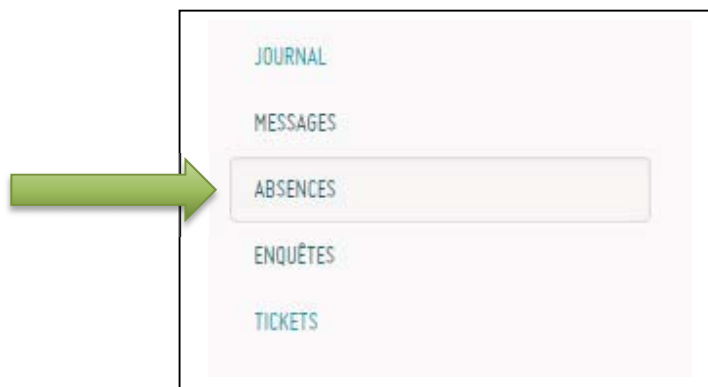 JOURNAL
MESSAGES
ABSENCES
ENQUÊTES
TICKETS